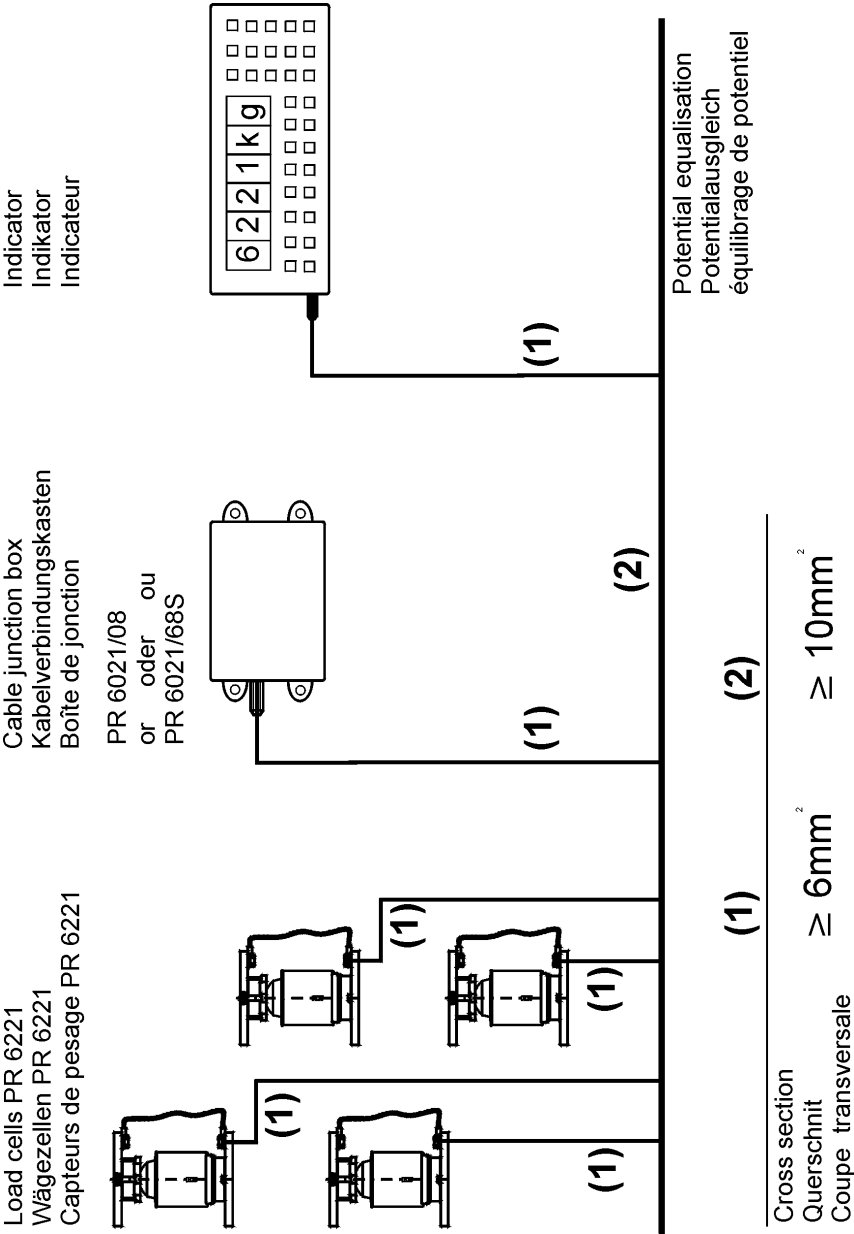 Load cells PR 6221
Wägezellen PR 6221
Capteurs de pesage PR 6221
Cable junction box
Kabelverbindungskasten
Boîte de jonction
PR 6021/08
or oder ou
PR 6021/68S
Indicator
Indikator
Indicateur
6221kg
(1)
(1)
(1)
(1)
(1)
(1)
(2)
Potential equalisation
Potentialausgleich
équilibrage de potentiel
(1) (2)
Cross section
Querschnit
Coupe transversale
≥ 6mm² ≥ 10mm²